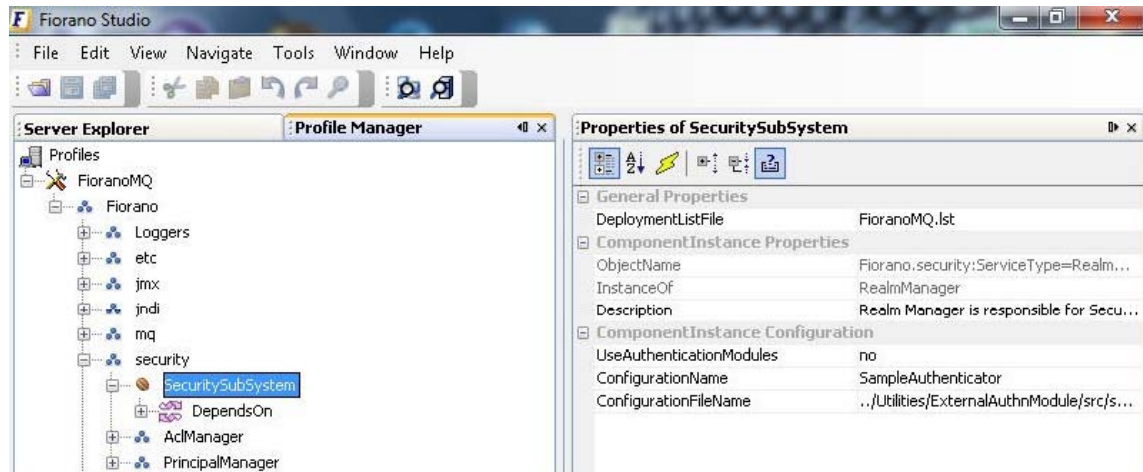 Fiorano Studio
File Edit View Navigate Tools Window Help
Server Explorer
Profile Manager
Profiles
FioranoMQ
Fiorano
Loggers
etc
jmx
jndi
mq
security
SecuritySubSystem
DependsOn
AclManager
PrincipalManager
Properties of SecuritySubSystem
General Properties
DeploymentListFile FioranoMQ.lst
ComponentInstance Properties
ObjectName Fiorano.security:ServiceType=Realm...
InstanceOf RealmManager
Description Realm Manager is responsible for Secu...
ComponentInstance Configuration
UseAuthenticationModules no
ConfigurationName SampleAuthenticator
ConfigurationFileName ../Utilities/ExternalAuthnModule/src/s...